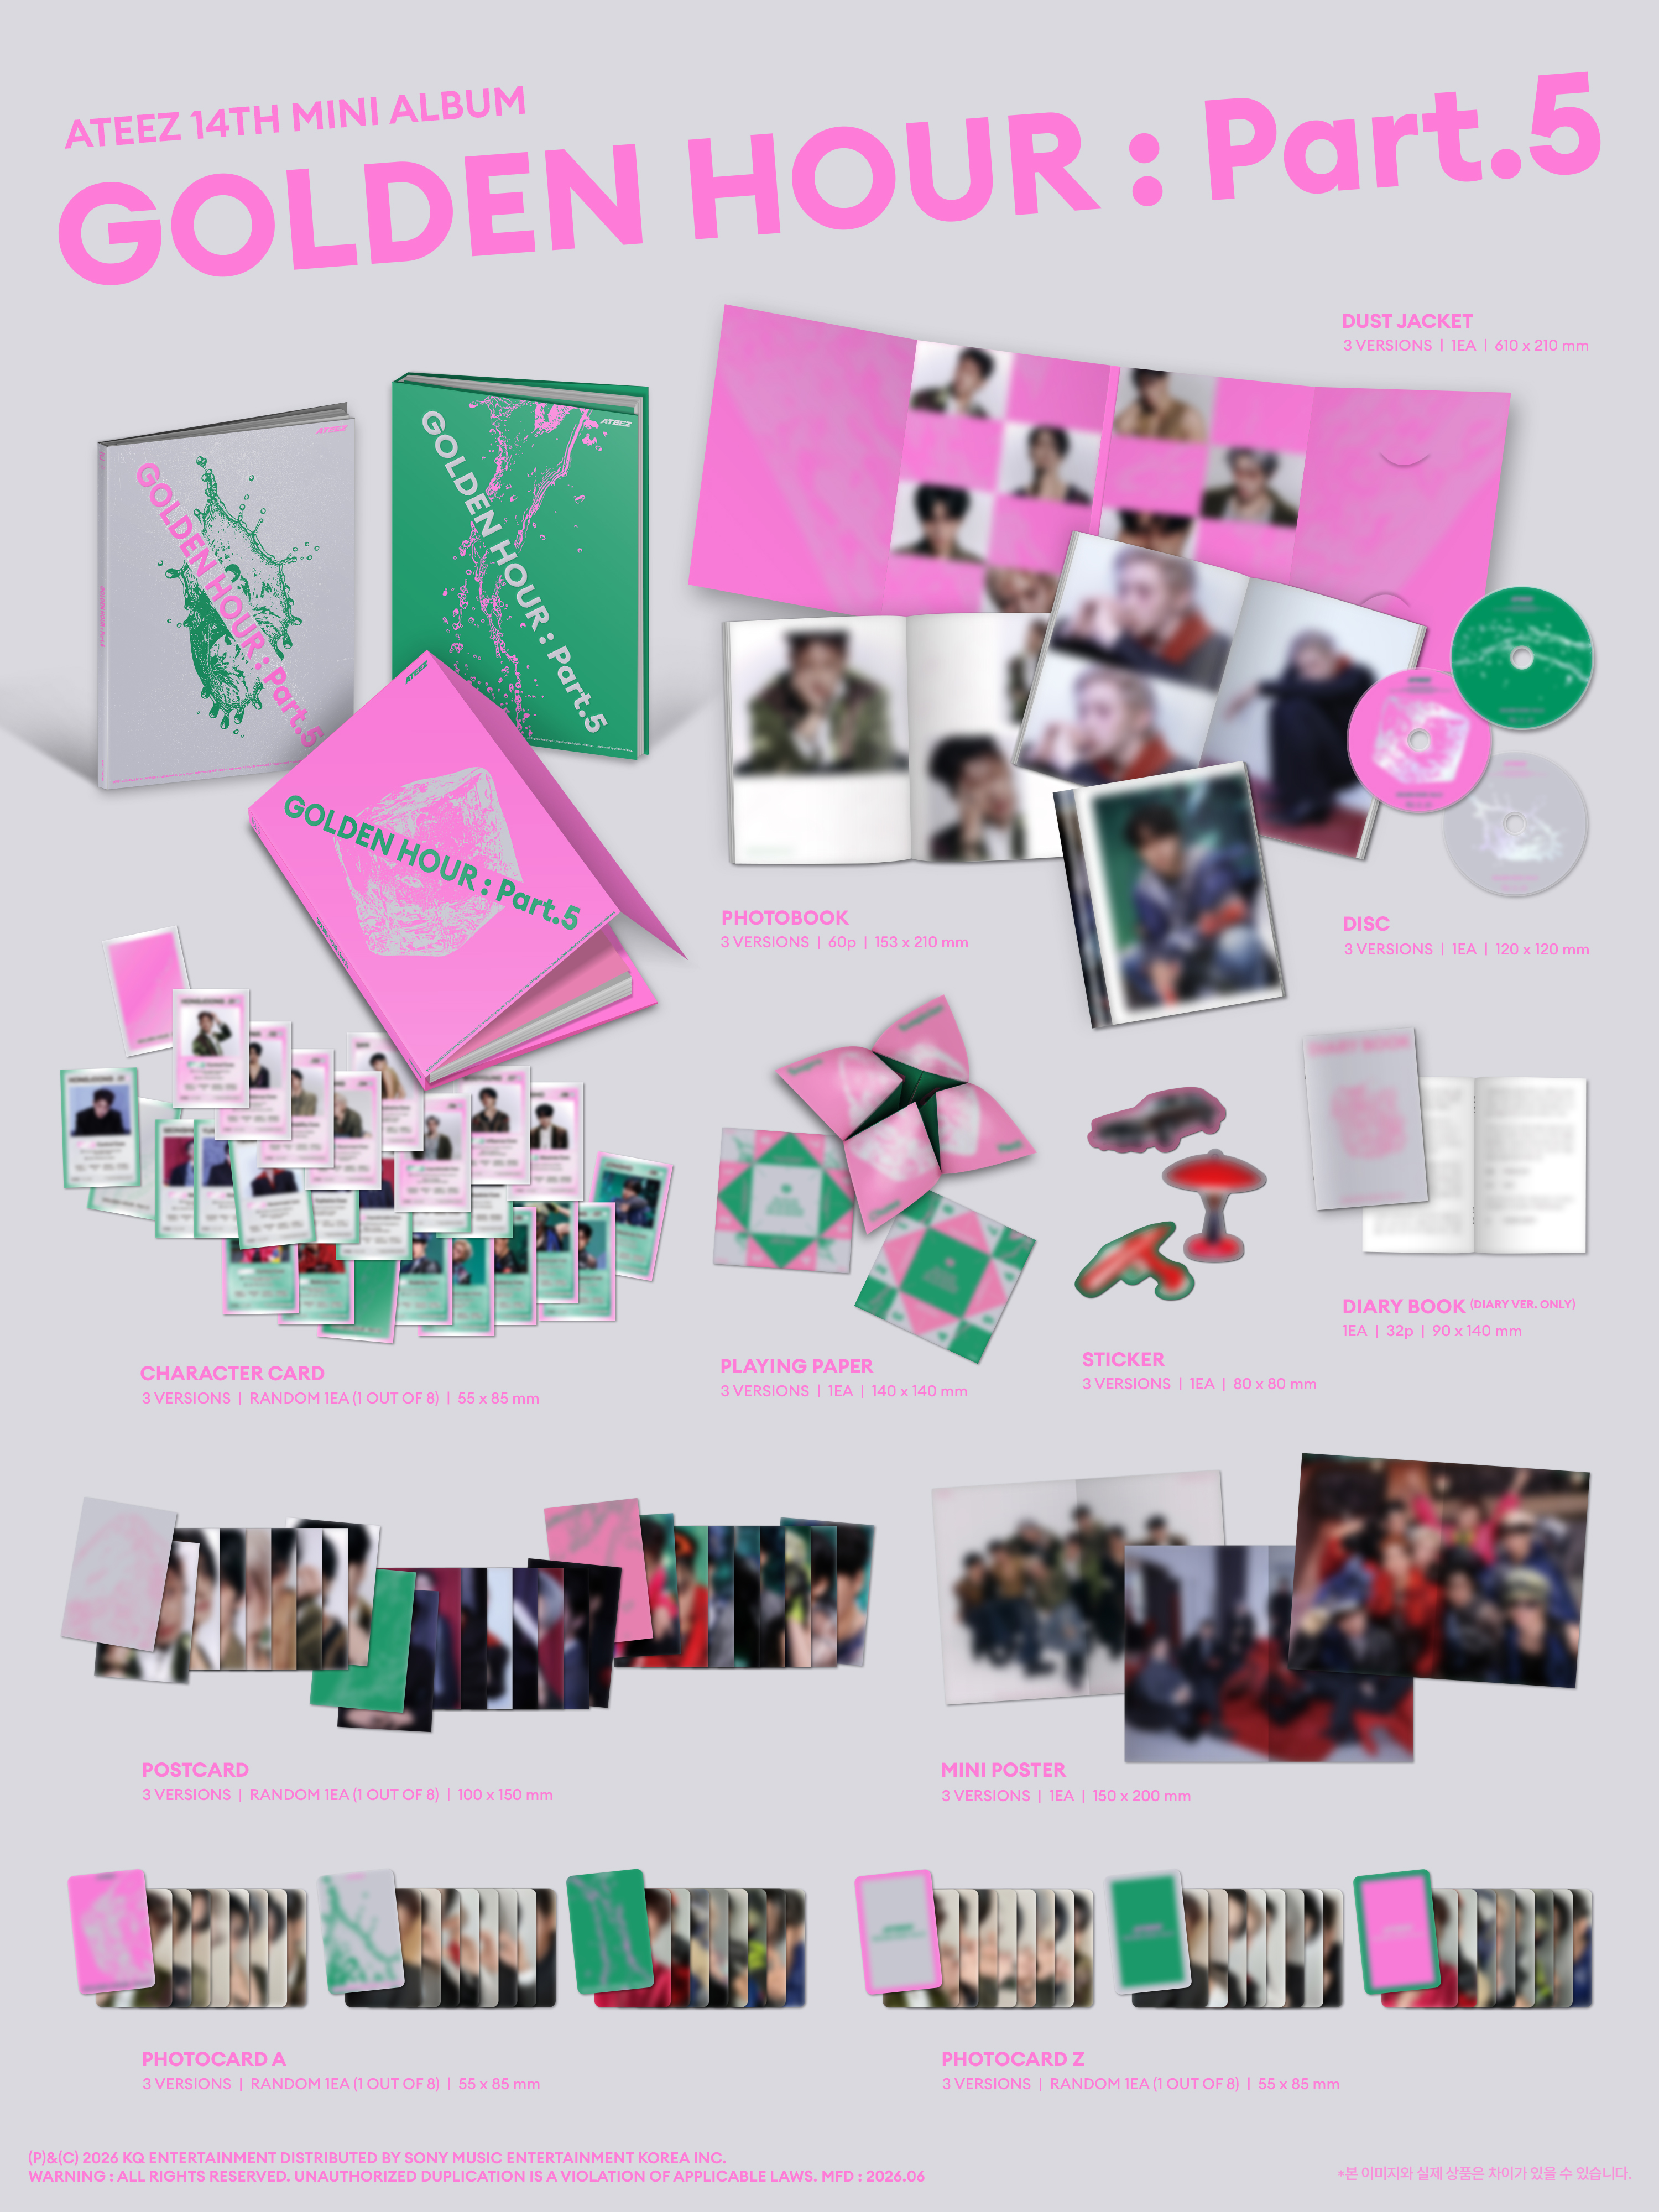 ATEEZ 14TH MINI ALBUM
GOLDEN HOUR : Part.5
DUST JACKET
3 VERSIONS | 1EA | 610 x 210 mm
ATEEZ
GOLDEN HOUR : Part.5
ATEEZ
GOLDEN HOUR : Part.5
ATEEZ
GOLDEN HOUR : Part.5
PHOTOBOOK
3 VERSIONS | 60p | 153 x 210 mm
DISC
3 VERSIONS | 1EA | 120 x 120 mm
DIARY BOOK
CHARACTER CARD
3 VERSIONS | RANDOM 1EA (1 OUT OF 8) | 55 x 85 mm
PLAYING PAPER
3 VERSIONS | 1EA | 140 x 140 mm
STICKER
3 VERSIONS | 1EA | 80 x 80 mm
DIARY BOOK (DIARY VER. ONLY)
1EA | 32p | 90 x 140 mm
POSTCARD
3 VERSIONS | RANDOM 1EA (1 OUT OF 8) | 100 x 150 mm
MINI POSTER
3 VERSIONS | 1EA | 150 x 200 mm
PHOTOCARD A
3 VERSIONS | RANDOM 1EA (1 OUT OF 8) | 55 x 85 mm
PHOTOCARD Z
3 VERSIONS | RANDOM 1EA (1 OUT OF 8) | 55 x 85 mm
(P)&(C) 2026 KQ ENTERTAINMENT DISTRIBUTED BY SONY MUSIC ENTERTAINMENT KOREA INC.
WARNING : ALL RIGHTS RESERVED. UNAUTHORIZED DUPLICATION IS A VIOLATION OF APPLICABLE LAWS. MFD : 2026.06
*본 이미지와 실제 상품은 차이가 있을 수 있습니다.